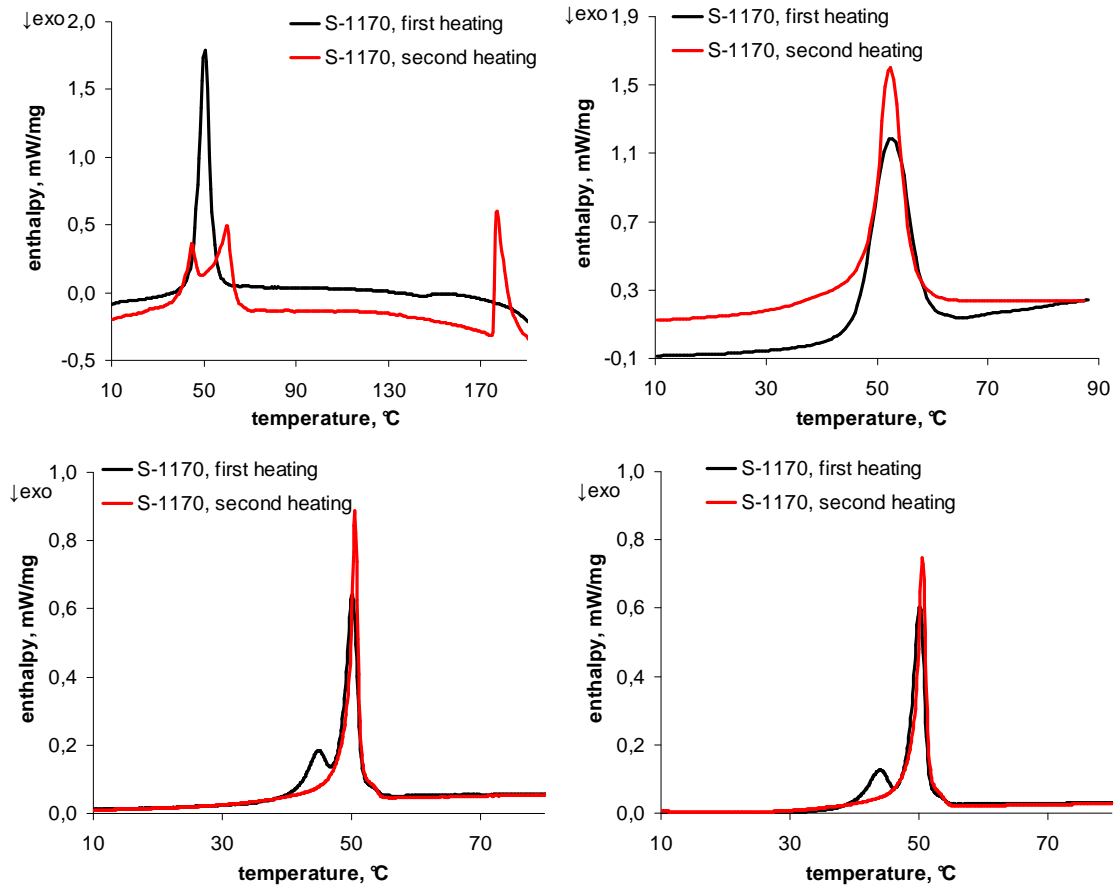 ↓exo
2,0
S-1170, first heating
S-1170, second heating
1,5
1,0
0,5
0,0
-0,5
enthalpy, mW/mg
10 50 90 130 170
temperature, °C
↓exo
1,9
S-1170, first heating
S-1170, second heating
1,5
1,1
0,7
0,3
-0,1
enthalpy, mW/mg
10 30 50 70 90
temperature, °C
1,0
↓exo
S-1170, first heating
S-1170, second heating
0,8
0,6
0,4
0,2
0,0
enthalpy, mW/mg
10 30 50 70
temperature, °C
1,0
↓exo
S-1170, first heating
S-1170, second heating
0,8
0,6
0,4
0,2
0,0
enthalpy, mW/mg
10 30 50 70
temperature, °C